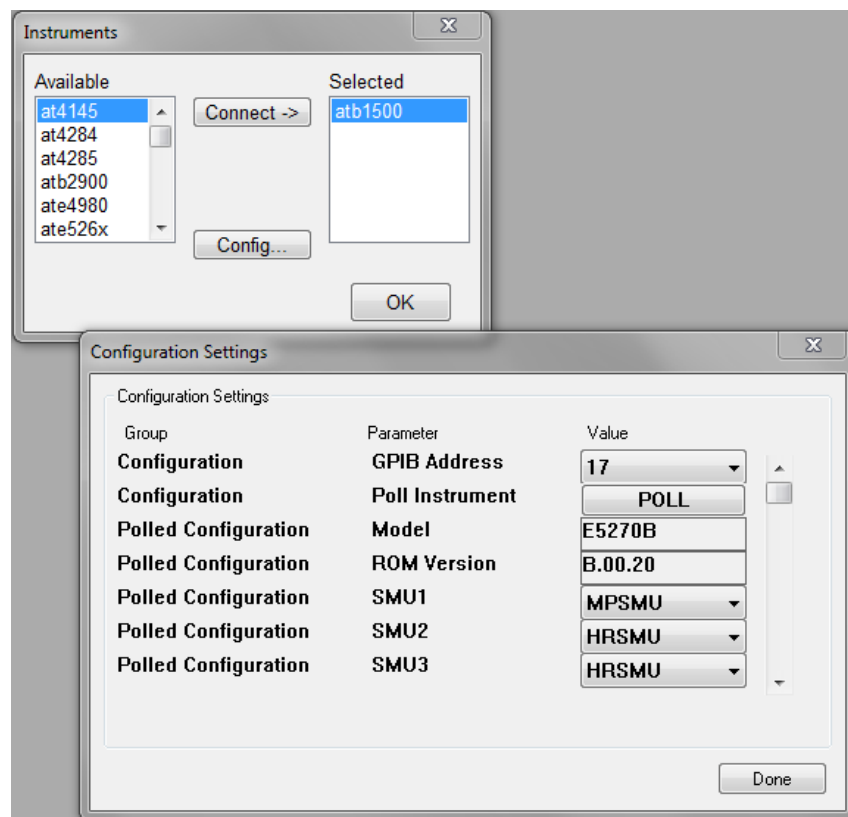 Instruments
Available Selected
at4145 Connect -> atb1500
at4284
at4285
atb2900
ate4980
ate526x
Config...
OK
Configuration Settings
Configuration Settings
Group Parameter Value
Configuration GPIB Address 17
Configuration Poll Instrument POLL
Polled Configuration Model E5270B
Polled Configuration ROM Version B.00.20
Polled Configuration SMU1 MPSMU
Polled Configuration SMU2 HRSMU
Polled Configuration SMU3 HRSMU
Done